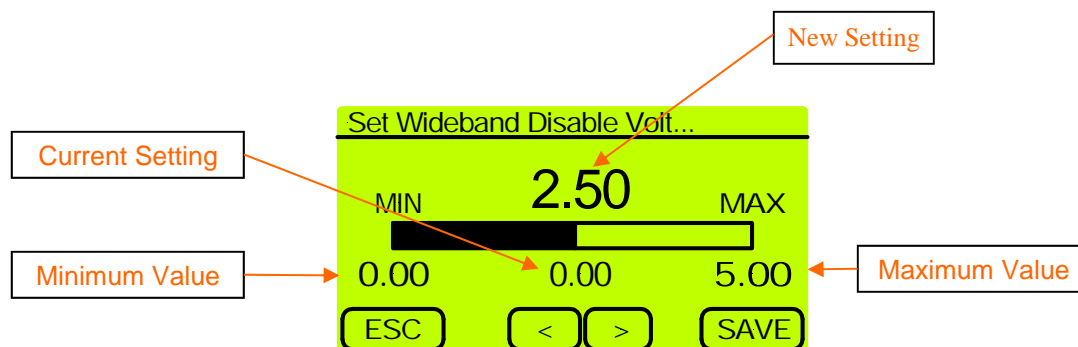 New Setting
Set Wideband Disable Voit...
Current Setting
2.50
MIN MAX
Minimum Value
0.00 0.00 5.00
Maximum Value
ESC < > SAVE